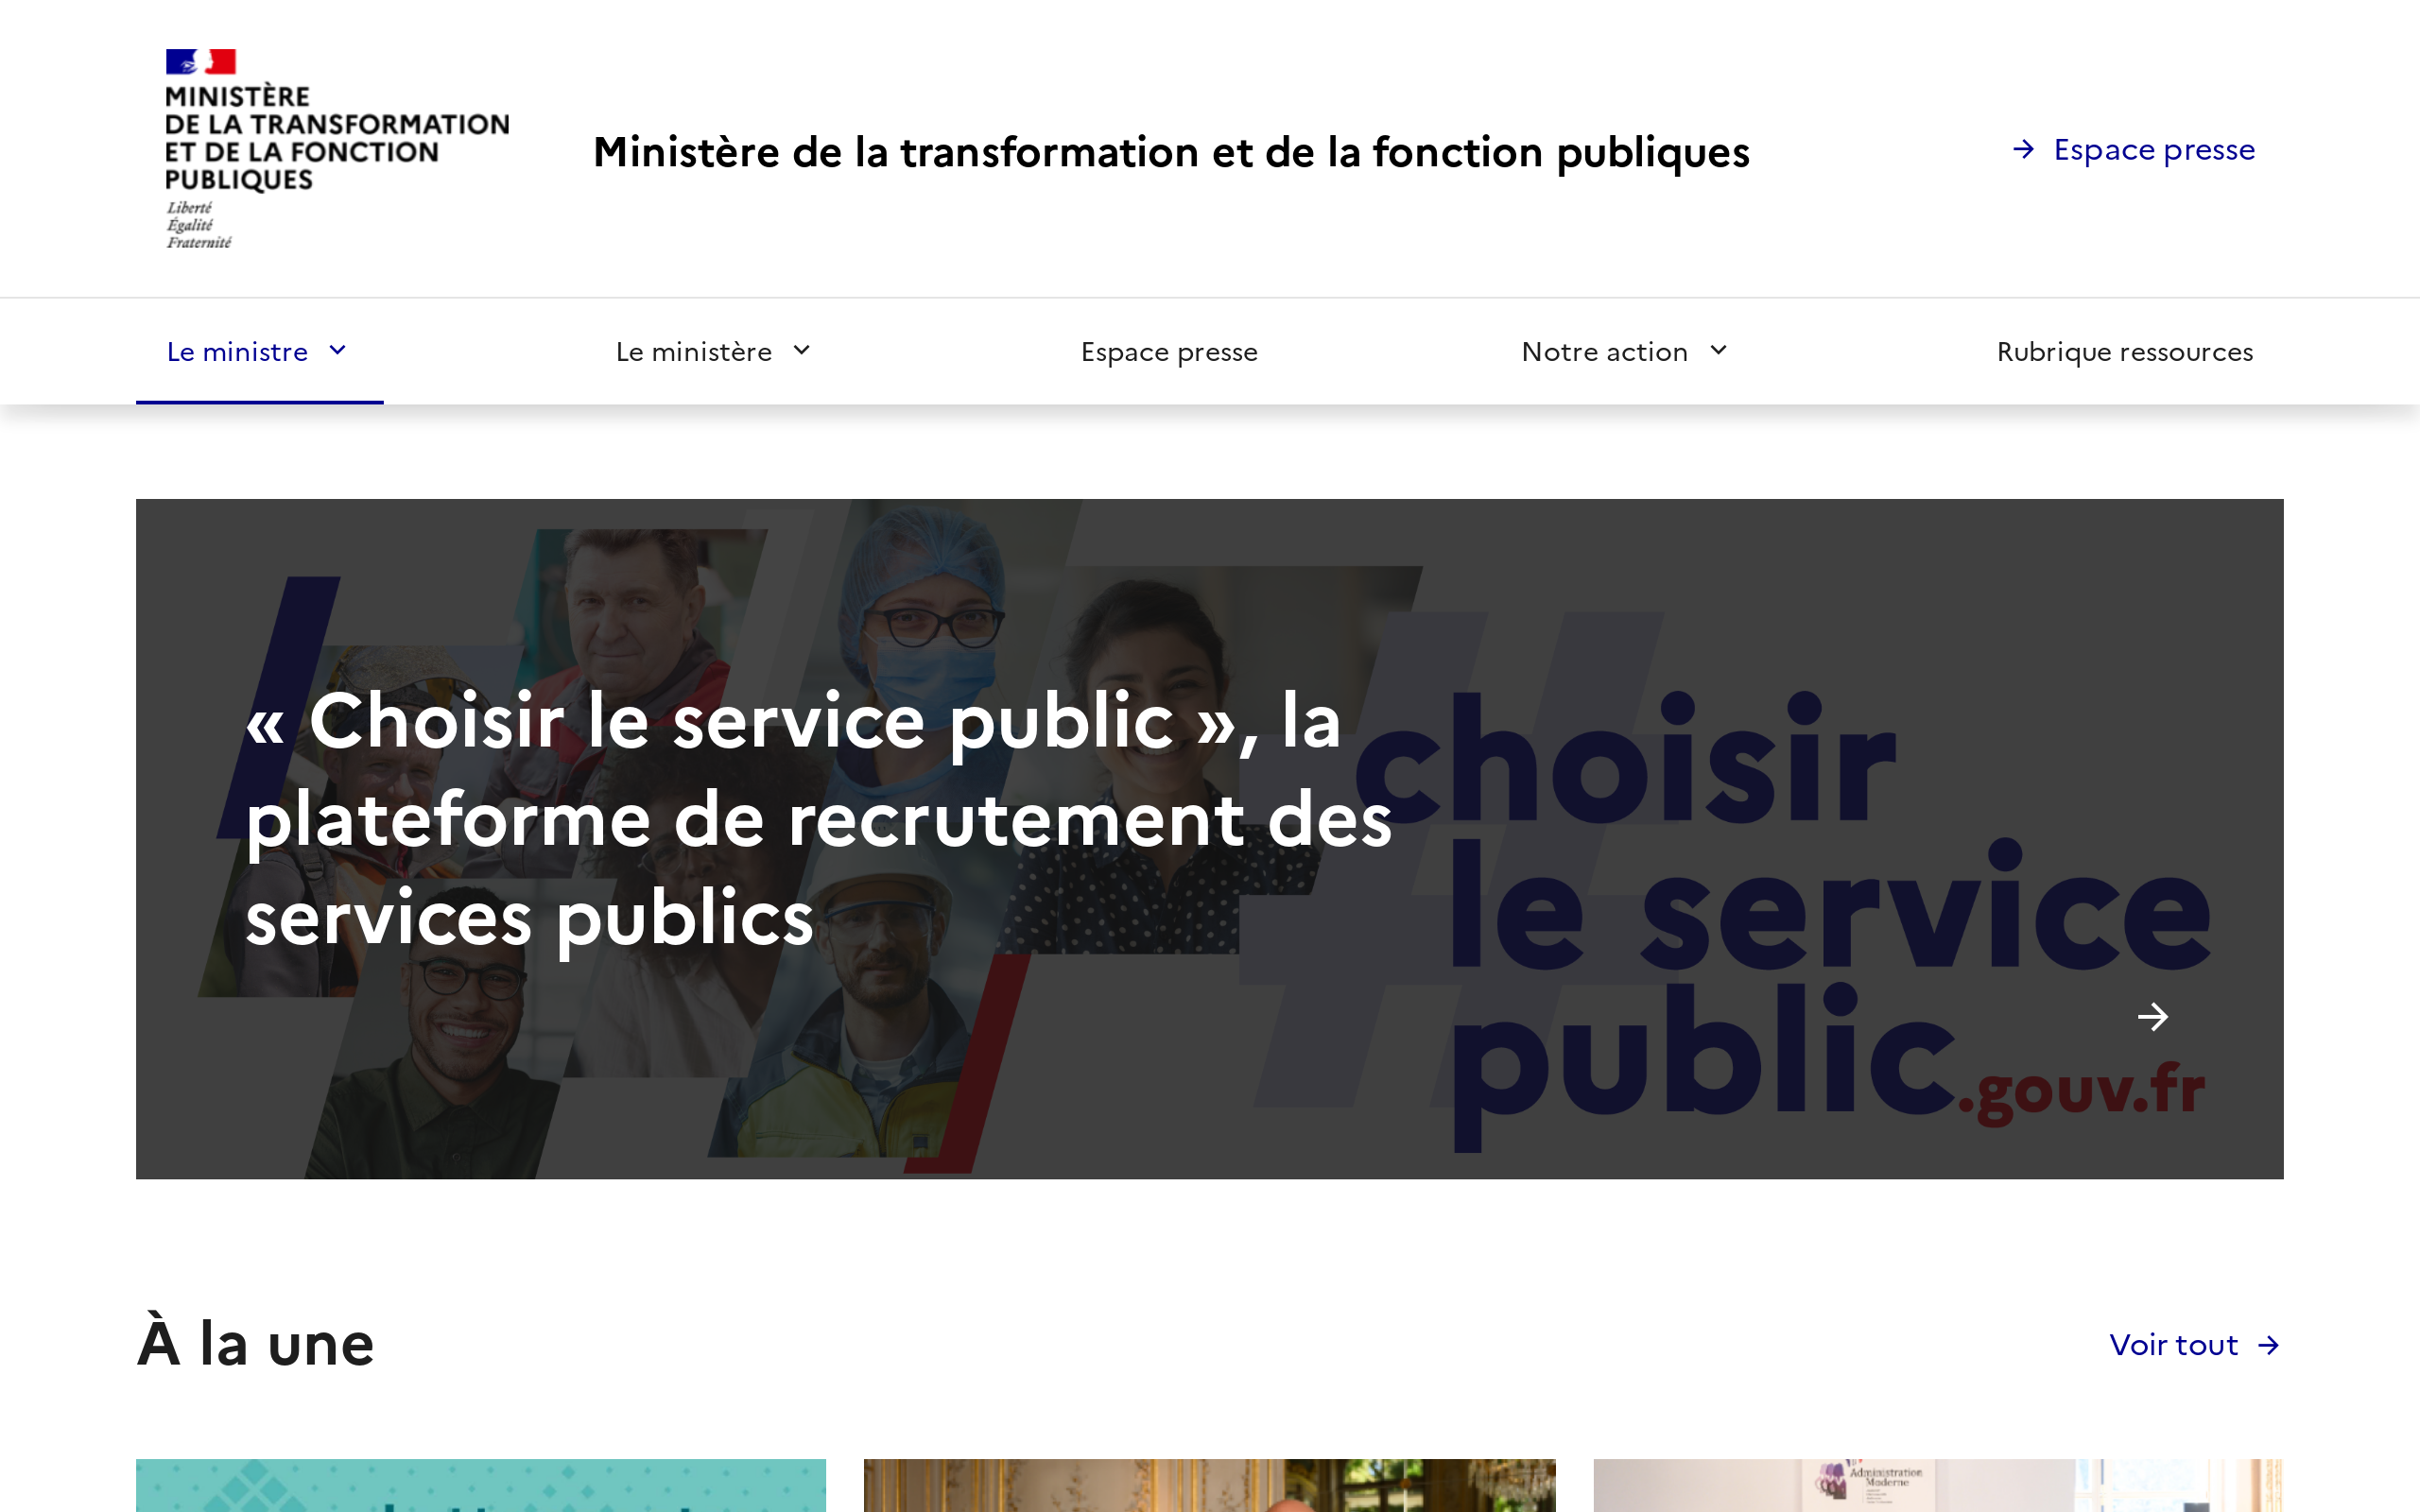 MINISTÈRE
DE LA TRANSFORMATION
ET DE LA FONCTION
PUBLIQUES
Liberté
Égalité
Fraternité
Ministère de la transformation et de la fonction publiques
Espace presse
Le ministre
Le ministère
Espace presse
Notre action
Rubrique ressources
« Choisir le service public », la
plateforme de recrutement des
services publics
choisir
le service
public.gouv.fr
À la une
Voir tout
Administration
Moderne